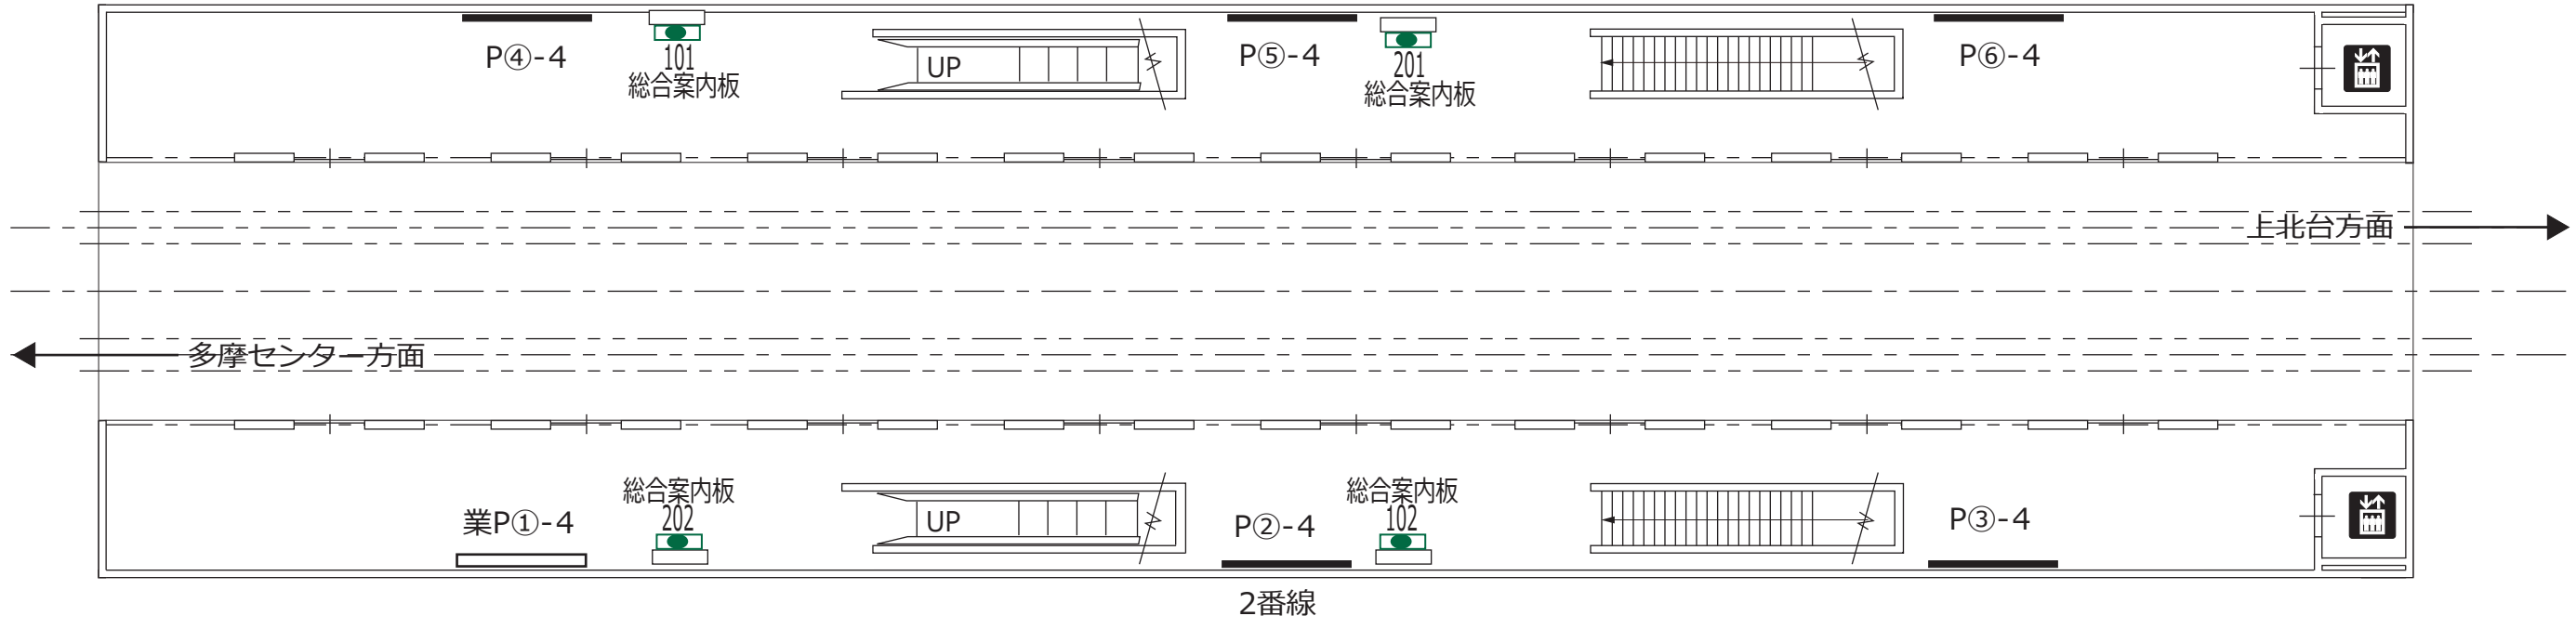 P④-4
101
総合案内板
UP
P⑤-4
201
総合案内板
P⑥-4
上北台方面
多摩センター方面
業P①-4
総合案内板
202
UP
P②-4
総合案内板
102
P③-4
2番線